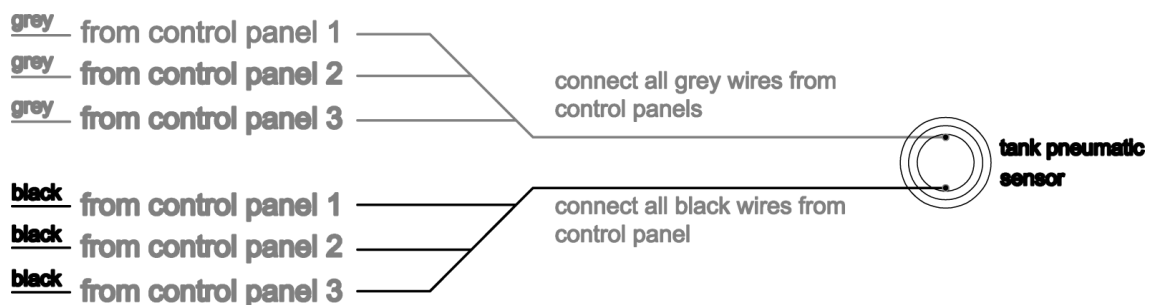 grey from control panel 1
grey from control panel 2
grey from control panel 3
connect all grey wires from
control panels
tank pneumatic
sensor
black from control panel 1
black from control panel 2
black from control panel 3
connect all black wires from
control panel